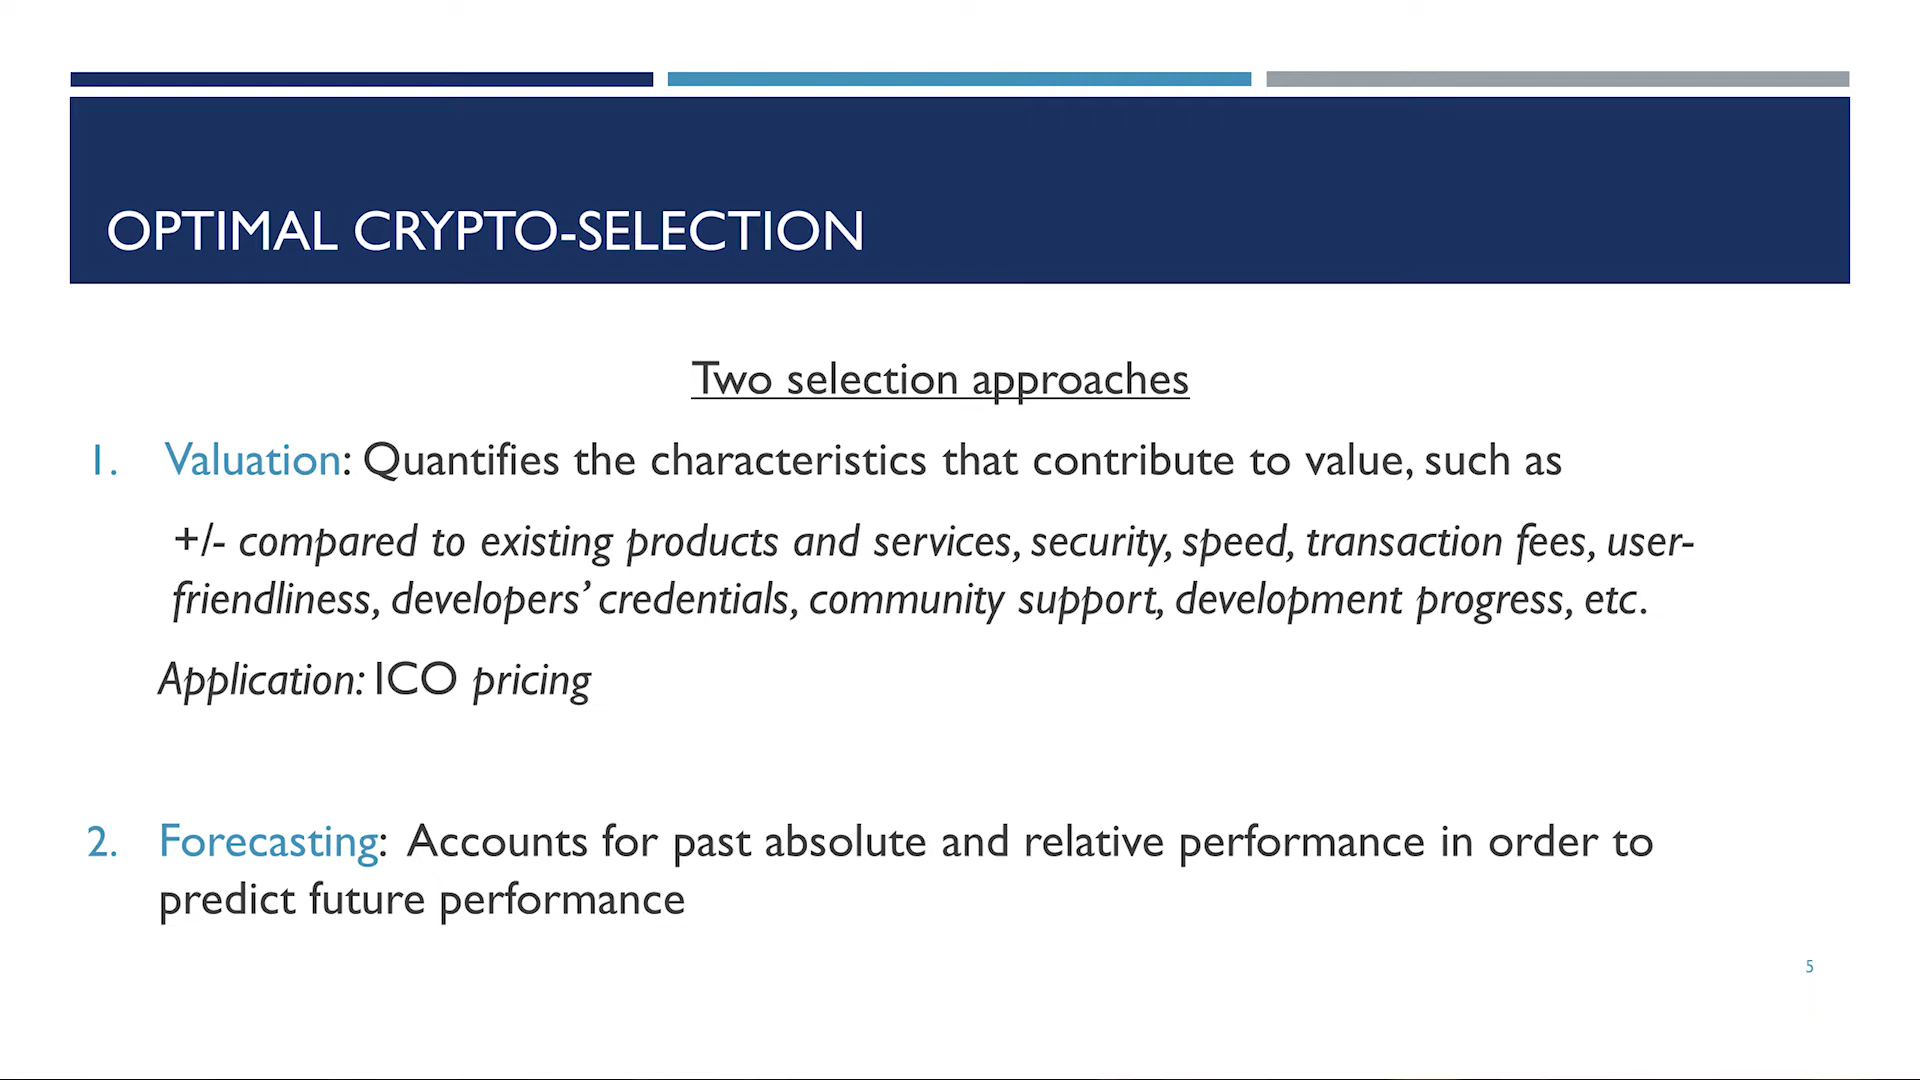 OPTIMAL CRYPTO-SELECTION
Two selection approaches
1. Valuation: Quantifies the characteristics that contribute to value, such as
+/- compared to existing products and services, security, speed, transaction fees, user-
friendliness, developers’ credentials, community support, development progress, etc.
Application: ICO pricing
2. Forecasting: Accounts for past absolute and relative performance in order to
predict future performance
5